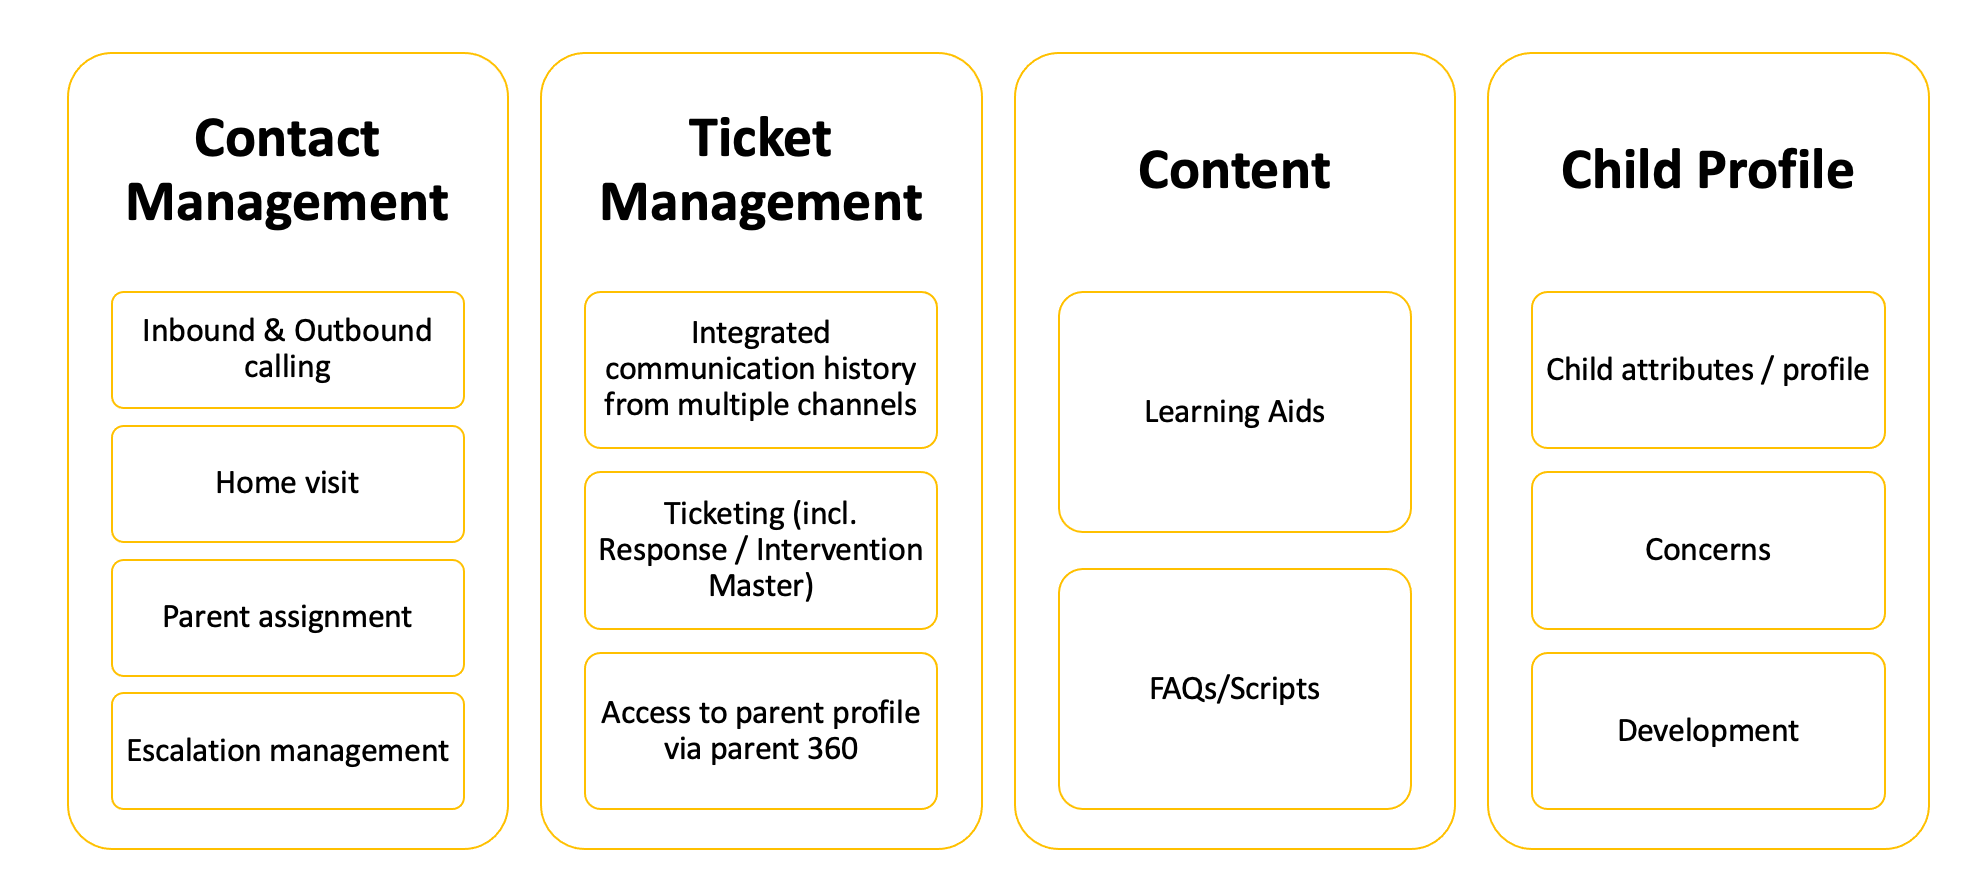 Contact
Management
Inbound & Outbound
calling
Home visit
Parent assignment
Escalation management
Ticket
Management
Integrated
communication history
from multiple channels
Ticketing (incl.
Response / Intervention
Master)
Access to parent profile
via parent 360
Content
Learning Aids
FAQs/Scripts
Child Profile
Child attributes / profile
Concerns
Development